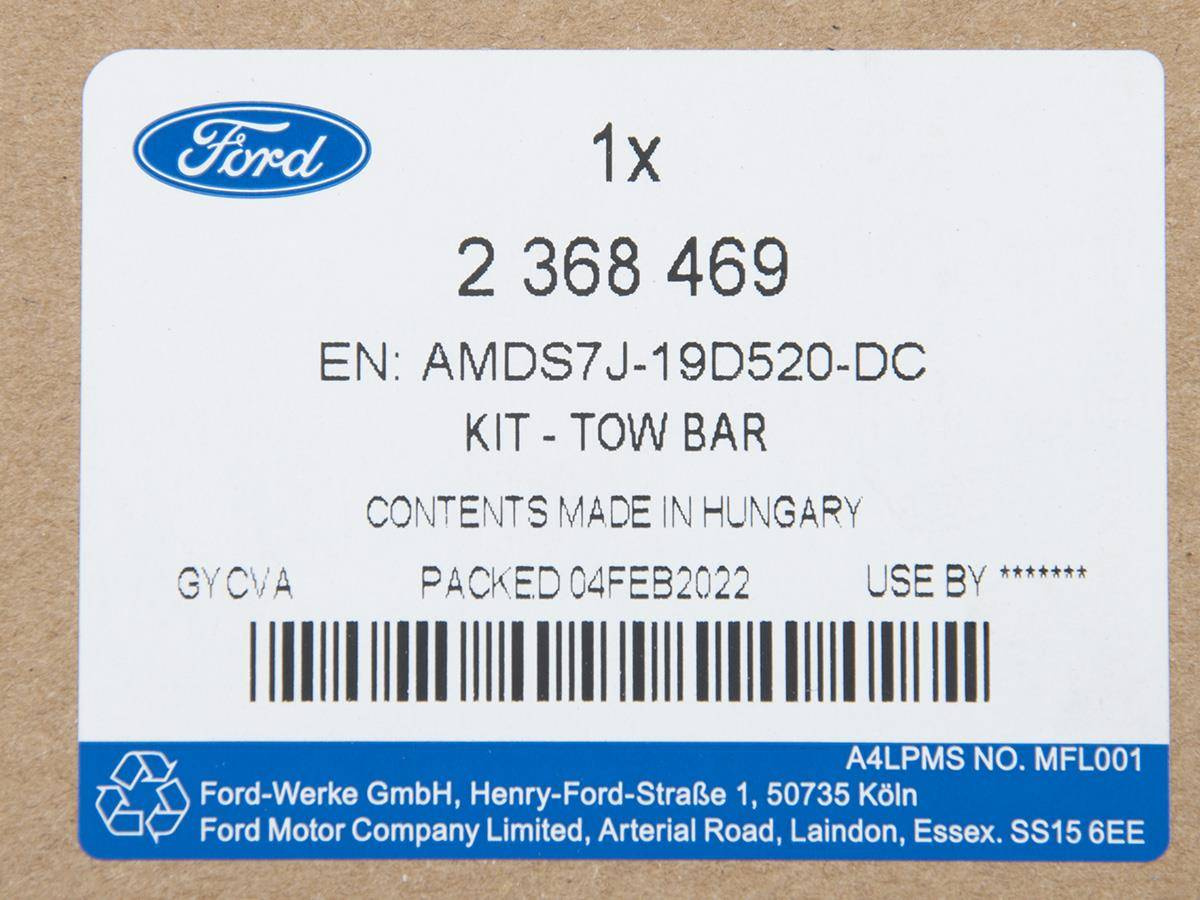 Ford
1x
2 368 469
EN: AMDS7J-19D520-DC
KIT - TOW BAR
CONTENTS MADE IN HUNGARY
GYCVA PACKED 04FEB2022 USE BY *******
A4LPMS NO. MFL001
Ford-Werke GmbH, Henry-Ford-Straße 1, 50735 Köln
Ford Motor Company Limited, Arterial Road, Laindon, Essex. SS15 6EE